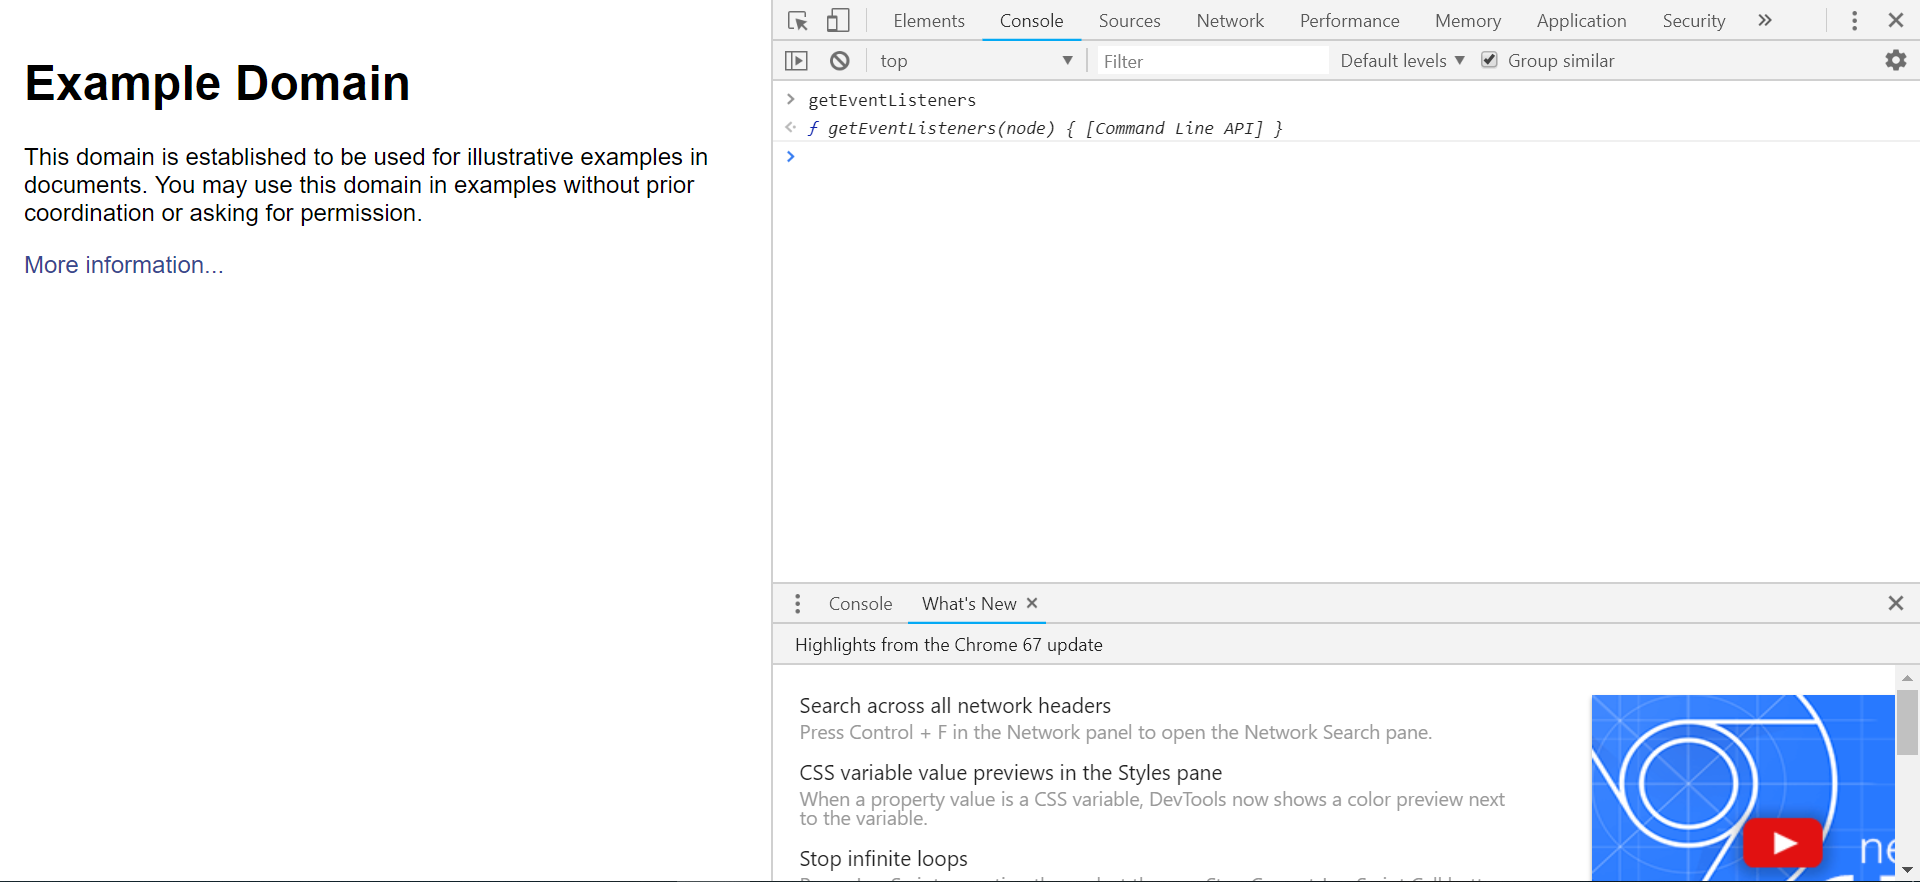 Example Domain
This domain is established to be used for illustrative examples in
documents. You may use this domain in examples without prior
coordination or asking for permission.
More information...
Elements Console Sources Network Performance Memory Application Security »
top ▼ Filter Default levels ▼ Group similar
> getEventListeners
ƒ getEventListeners(node) { [Command Line API] }
>
Console What's New ×
Highlights from the Chrome 67 update
Search across all network headers
Press Control + F in the Network panel to open the Network Search pane.
CSS variable value previews in the Styles pane
When a property value is a CSS variable, DevTools now shows a color preview next
to the variable.
Stop infinite loops
ne